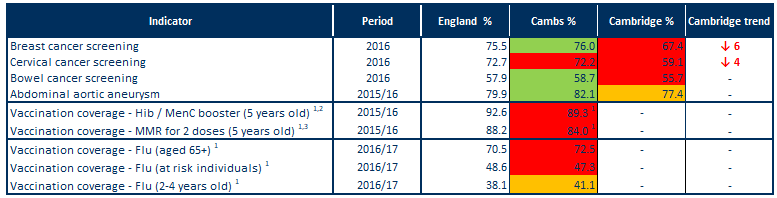 Indicator Period England % Cambs % Cambridge % Cambridge trend
Breast cancer screening 2016 75.5 76.0 67.4 ↓ 6
Cervical cancer screening 2016 72.7 72.2 59.1 ↓ 4
Bowel cancer screening 2016 57.9 58.7 55.7 -
Abdominal aortic aneurysm 2015/16 79.9 82.1 77.4 -
Vaccination coverage - Hib / MenC booster (5 years old) 1,2 2015/16 92.6 89.3 1 - -
Vaccination coverage - MMR for 2 doses (5 years old) 1,3 2015/16 88.2 84.0 1 - -
Vaccination coverage - Flu (aged 65+) 1 2016/17 70.5 72.5 - -
Vaccination coverage - Flu (at risk individuals) 1 2016/17 48.6 47.8 - -
Vaccination coverage - Flu (2-4 years old) 1 2016/17 38.1 41.1 - -